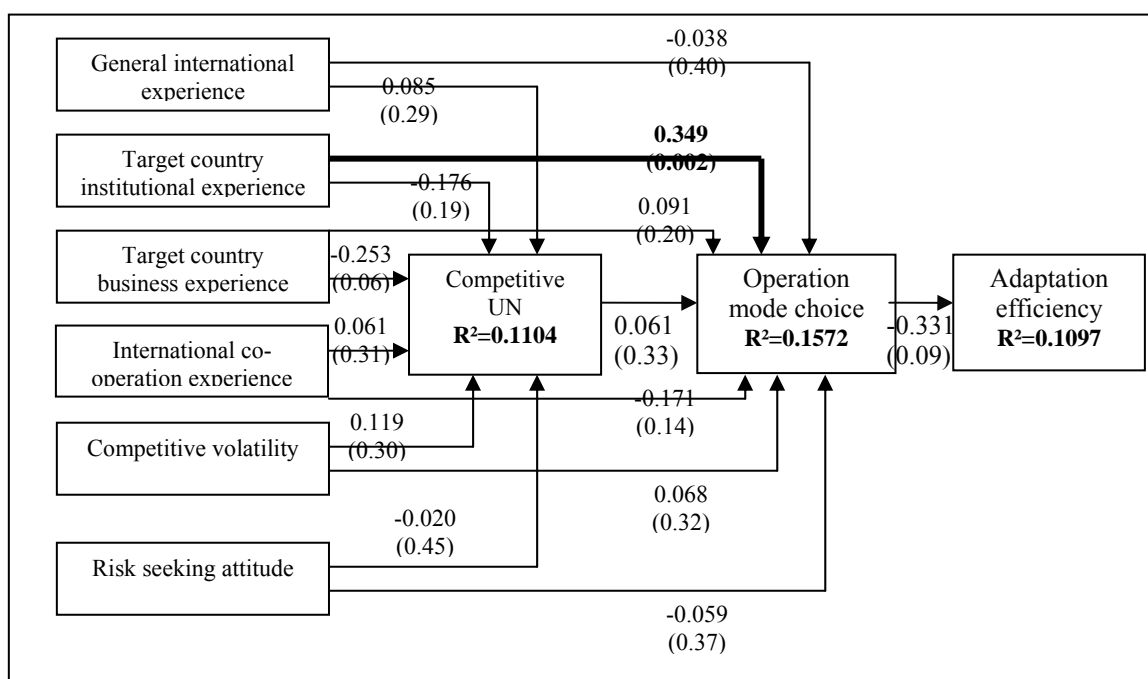 General international
experience
-0.038
(0.40)
0.085
(0.29)
Target country
institutional experience
0.349
(0.002)
-0.176
(0.19)
Target country
business experience
0.091
(0.20)
-0.253
(0.06)
Competitive
UN
R²=0.1104
Operation
mode choice
R²=0.1572
Adaptation
efficiency
R²=0.1097
0.061
(0.31)
0.061
(0.33)
-0.331
(0.09)
International co-
operation experience
-0.171
(0.14)
Competitive volatility
0.119
(0.30)
0.068
(0.32)
-0.020
(0.45)
Risk seeking attitude
-0.059
(0.37)